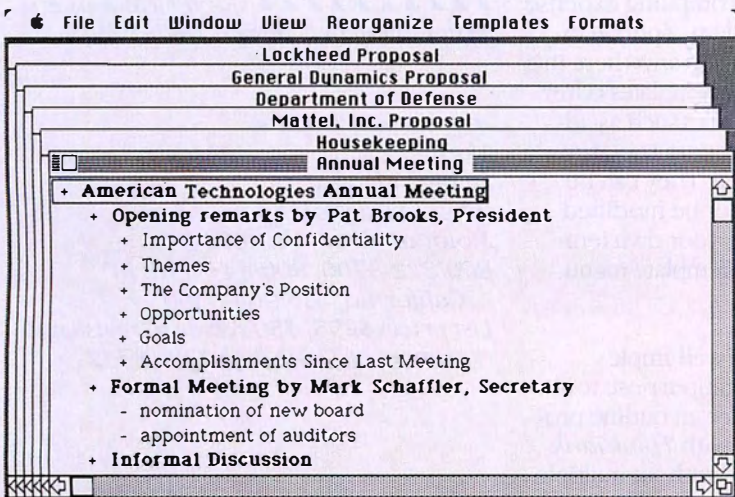 File Edit Window View Reorganize Templates Formats
Lockheed Proposal
General Dynamics Proposal
Department of Defense
Mattel, Inc. Proposal
Housekeeping
Annual Meeting
+ American Technologies Annual Meeting
+ Opening remarks by Pat Brooks, President
+ Importance of Confidentiality
+ Themes
+ The Company's Position
+ Opportunities
+ Goals
+ Accomplishments Since Last Meeting
+ Formal Meeting by Mark Schaffler, Secretary
- nomination of new board
- appointment of auditors
+ Informal Discussion